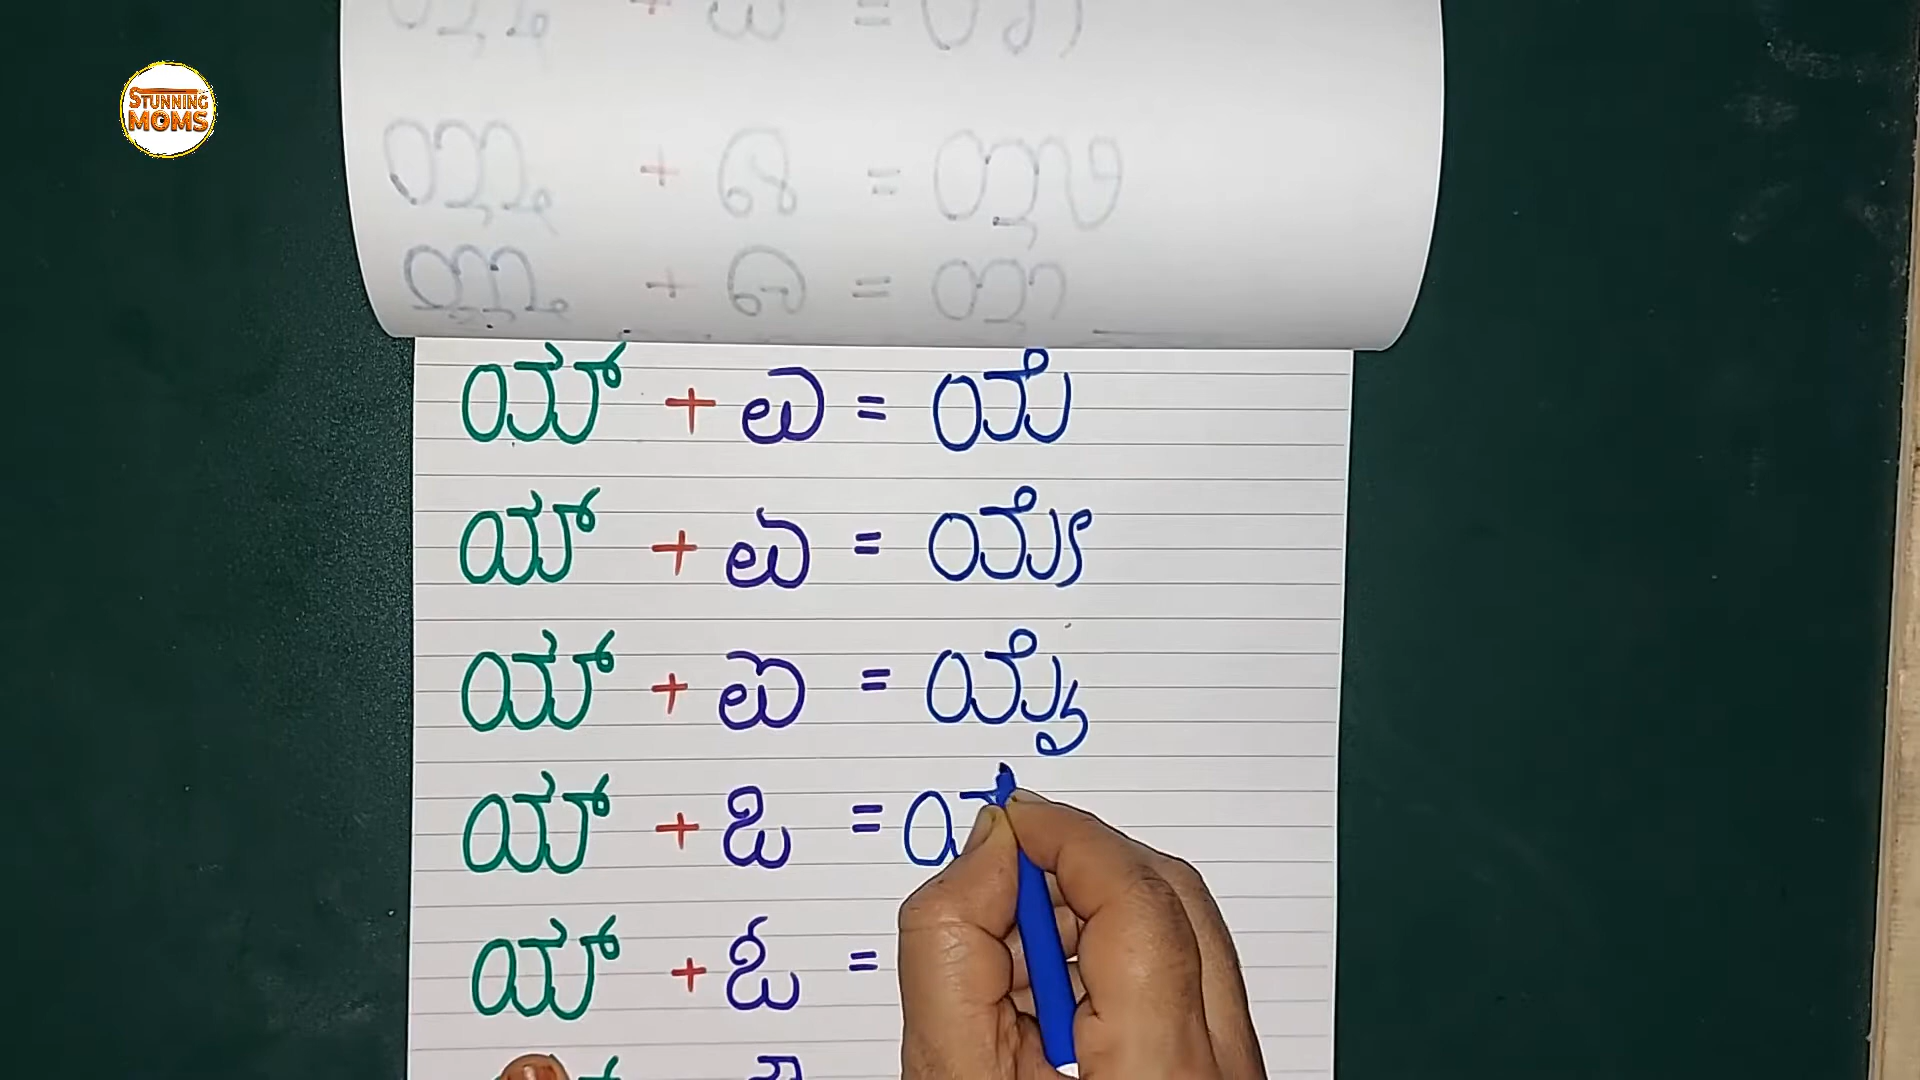 STUNNING
MOMS
ಯ್ + ಎ = ಯೆ
ಯ್ + ಏ = ಯೇ
ಯ್ + ಐ = ಯೈ
ಯ್ + ಒ =
ಯ್ + ಓ =